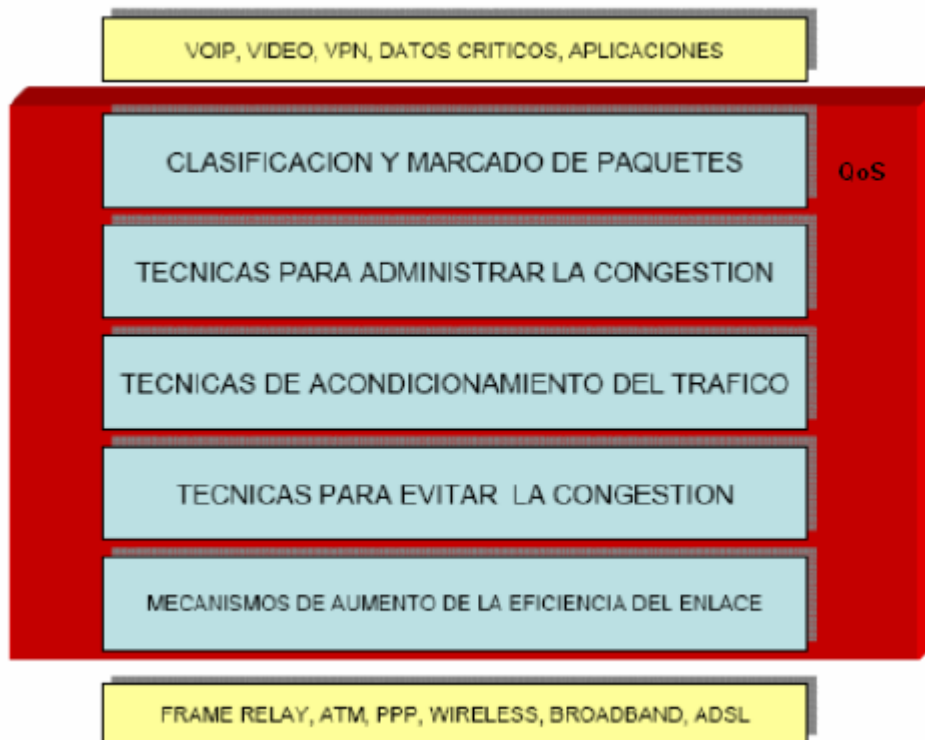 VOIP, VIDEO, VPN, DATOS CRITICOS, APLICACIONES
CLASIFICACION Y MARCADO DE PAQUETES
QoS
TECNICAS PARA ADMINISTRAR LA CONGESTION
TECNICAS DE ACONDICIONAMIENTO DEL TRAFICO
TECNICAS PARA EVITAR LA CONGESTION
MECANISMOS DE AUMENTO DE LA EFICIENCIA DEL ENLACE
FRAME RELAY, ATM, PPP, WIRELESS, BROADBAND, ADSL